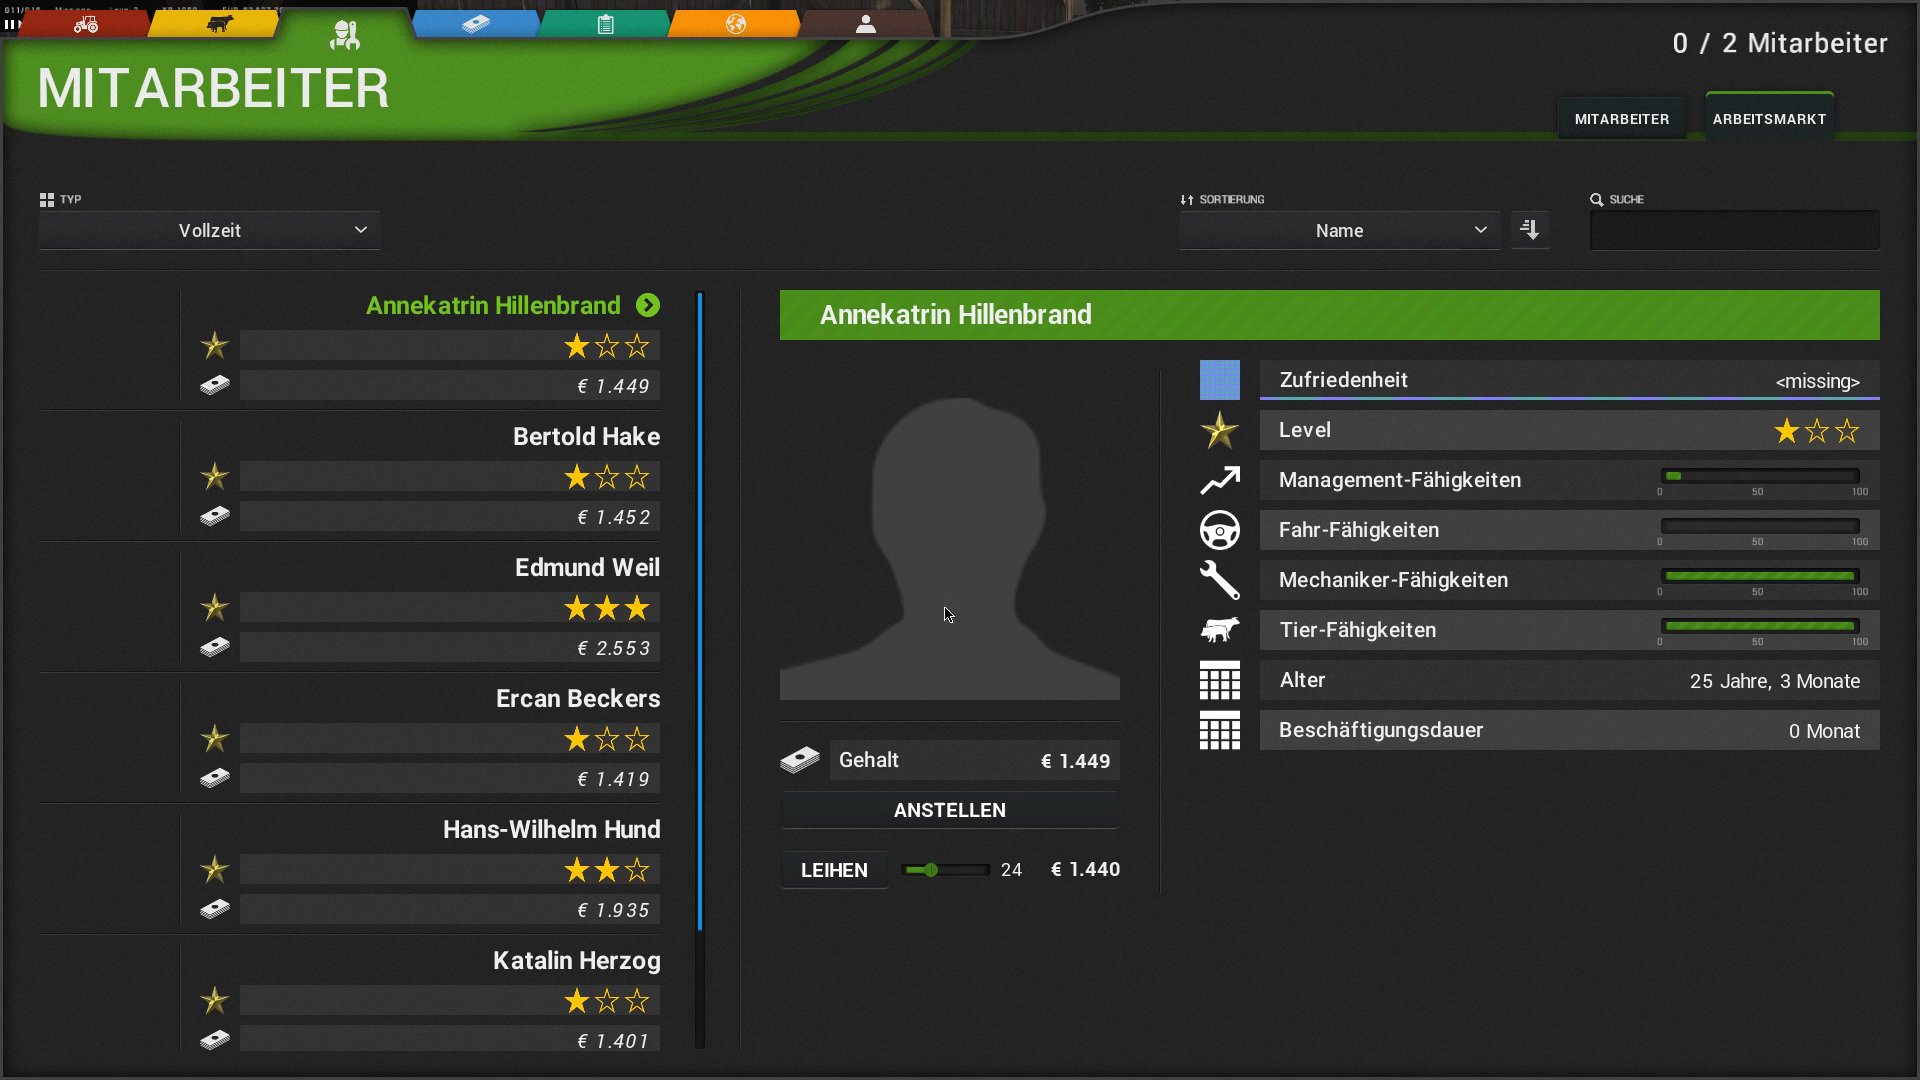 0 / 2 Mitarbeiter
MITARBEITER
MITARBEITER
ARBEITSMARKT
TYP
Vollzeit
SORTIERUNG
Name
SUCHE
Annekatrin Hillenbrand
€ 1.449
Bertold Hake
€ 1.452
Edmund Weil
€ 2.553
Ercan Beckers
€ 1.419
Hans-Wilhelm Hund
€ 1.935
Katalin Herzog
€ 1.401
Annekatrin Hillenbrand
Gehalt € 1.449
ANSTELLEN
LEIHEN 24 € 1.440
Zufriedenheit <missing>
Level
Management-Fähigkeiten
0 50 100
Fahr-Fähigkeiten
0 50 100
Mechaniker-Fähigkeiten
0 50 100
Tier-Fähigkeiten
0 50 100
Alter 25 Jahre, 3 Monate
Beschäftigungsdauer 0 Monat